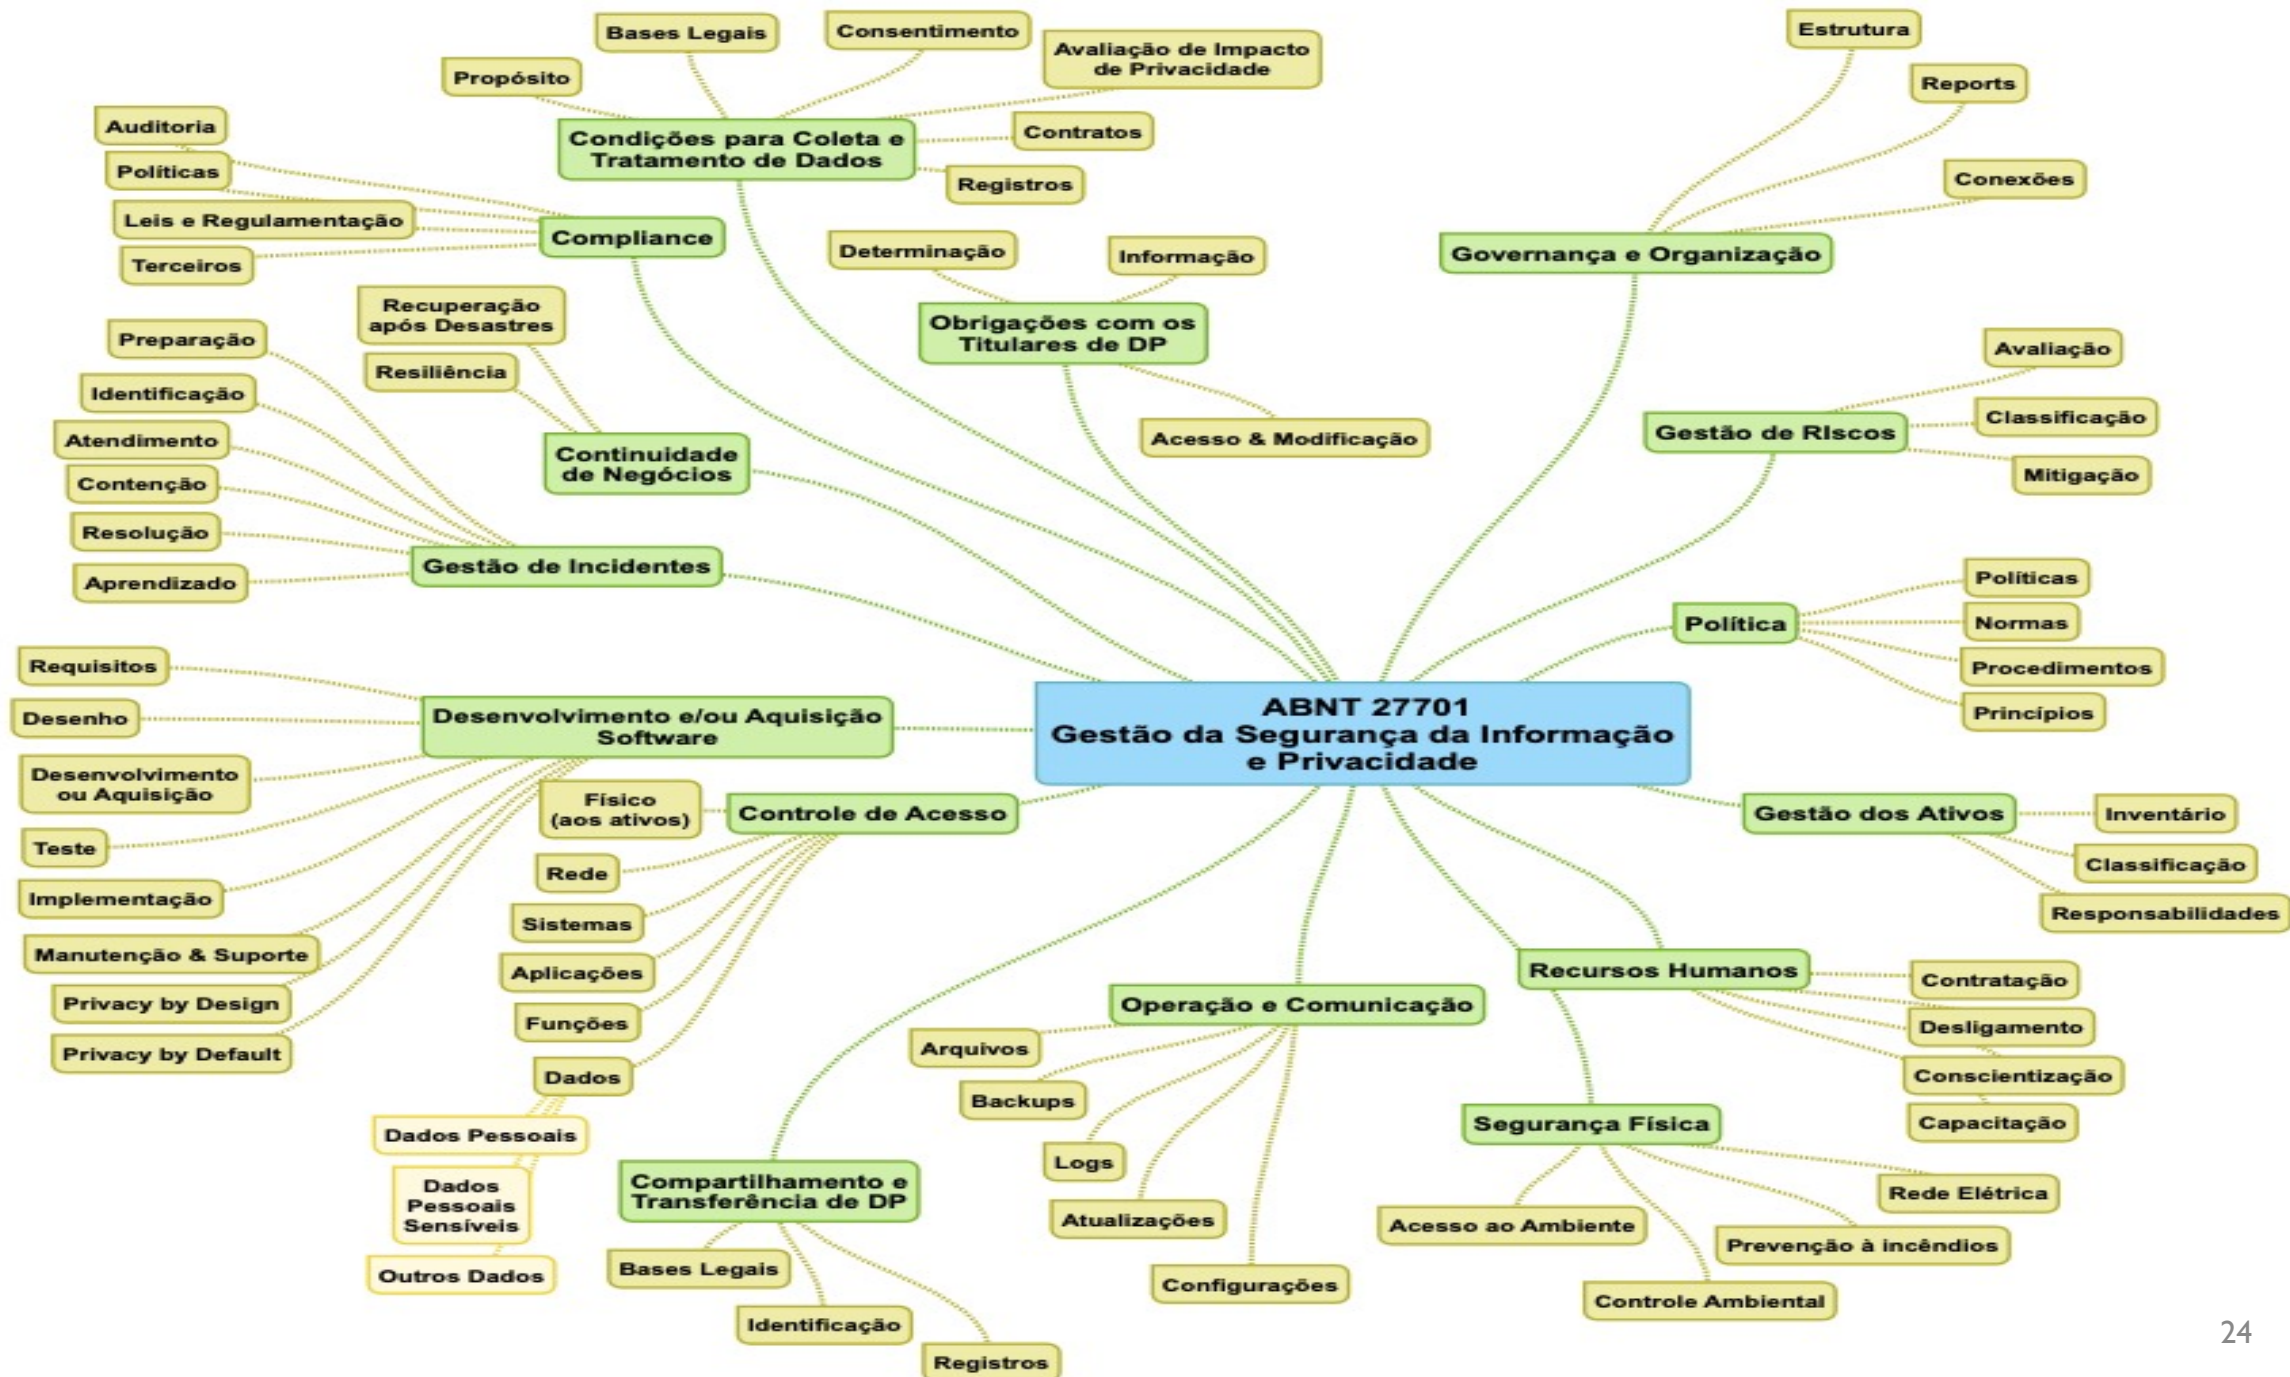 Bases Legais
Consentimento
Estrutura
Propósito
Avaliação de Impacto
de Privacidade
Reports
Auditoria
Condições para Coleta e
Tratamento de Dados
Contratos
Políticas
Registros
Conexões
Leis e Regulamentação
Compliance
Terceiros
Determinação
Informação
Governança e Organização
Recuperação
após Desastres
Preparação
Obrigações com os
Titulares de DP
Resiliência
Avaliação
Identificação
Classificação
Atendimento
Acesso & Modificação
Gestão de RIscos
Continuidade
de Negócios
Contenção
Mitigação
Resolução
Gestão de Incidentes
Aprendizado
Políticas
Política
Normas
Requisitos
Procedimentos
Desenho
Desenvolvimento e/ou Aquisição
Software
ABNT 27701
Gestão da Segurança da Informação
e Privacidade
Princípios
Desenvolvimento
ou Aquisição
Físico
(aos ativos)
Controle de Acesso
Gestão dos Ativos
Inventário
Teste
Rede
Classificação
Implementação
Sistemas
Responsabilidades
Manutenção & Suporte
Aplicações
Recursos Humanos
Contratação
Privacy by Design
Funções
Operação e Comunicação
Desligamento
Privacy by Default
Arquivos
Dados
Conscientização
Backups
Dados Pessoais
Segurança Física
Capacitação
Logs
Dados
Pessoais
Sensíveis
Compartilhamento e
Transferência de DP
Rede Elétrica
Atualizações
Acesso ao Ambiente
Prevenção à incêndios
Outros Dados
Bases Legais
Configurações
Controle Ambiental
Identificação
Registros
24